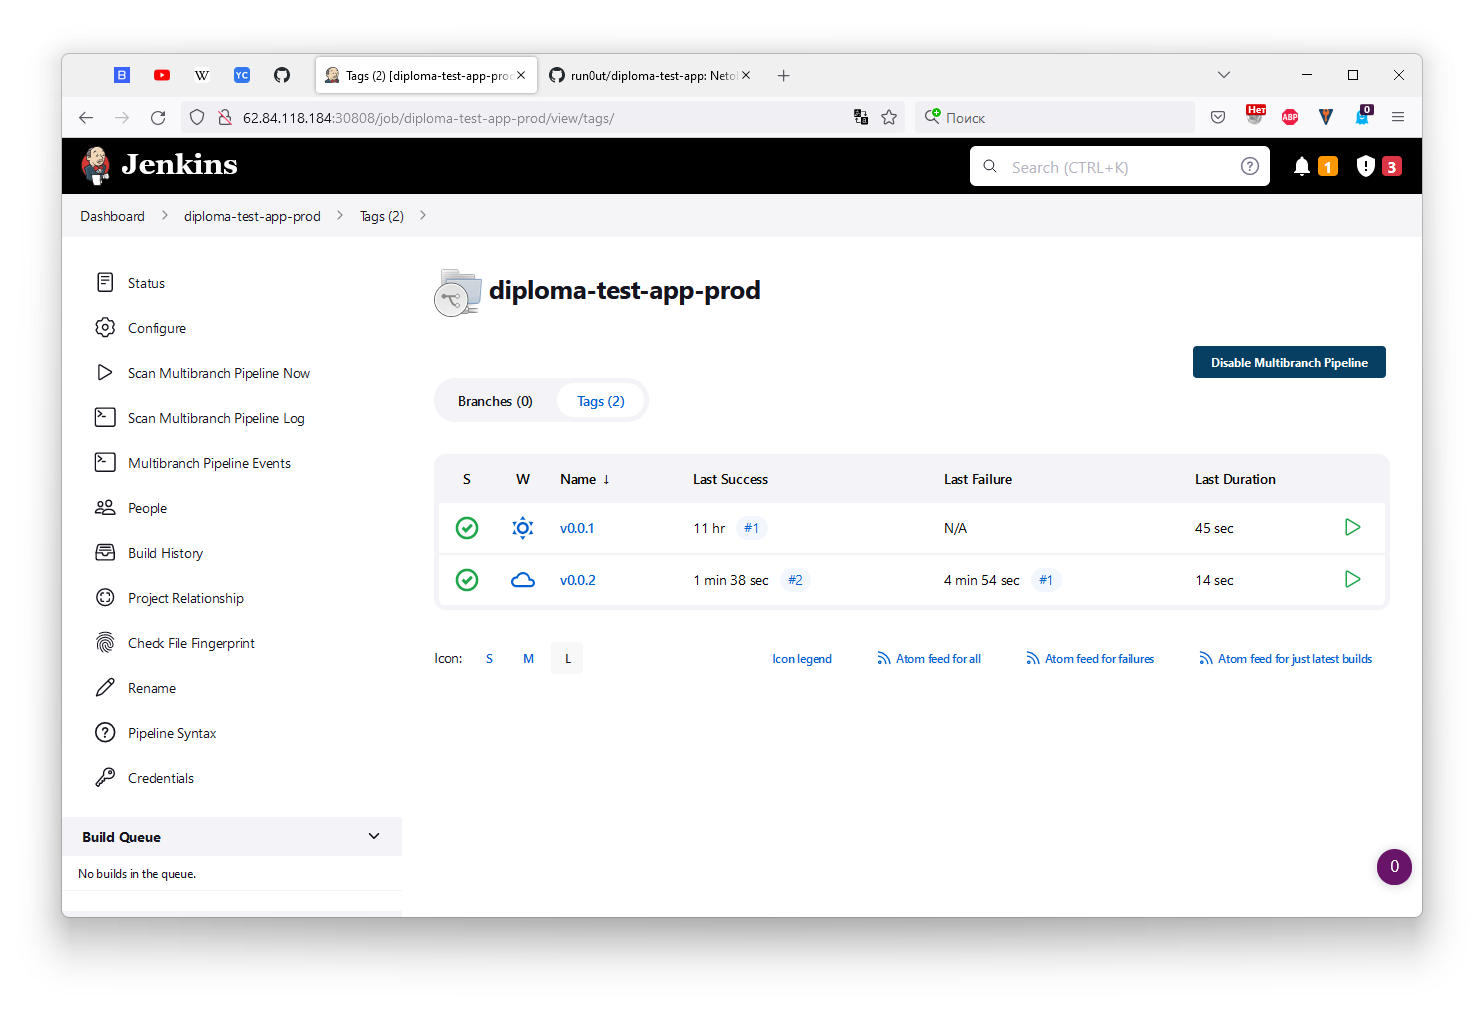 B
W
YC
Tags (2) [diploma-test-app-prod
run0ut/diploma-test-app: Netol
62.84.118.184:30808/job/diploma-test-app-prod/view/tags/
Поиск
Нет
ABP
0
Jenkins
Search (CTRL+K)
1
3
Dashboard
diploma-test-app-prod
Tags (2)
Status
Configure
Scan Multibranch Pipeline Now
Scan Multibranch Pipeline Log
Multibranch Pipeline Events
People
Build History
Project Relationship
Check File Fingerprint
Rename
Pipeline Syntax
Credentials
Build Queue
No builds in the queue.
diploma-test-app-prod
Disable Multibranch Pipeline
Branches (0)
Tags (2)
S W Name ↓ Last Success Last Failure Last Duration
v0.0.1 11 hr #1 N/A 45 sec
v0.0.2 1 min 38 sec #2 4 min 54 sec #1 14 sec
Icon: S M L
Icon legend
Atom feed for all
Atom feed for failures
Atom feed for just latest builds
0